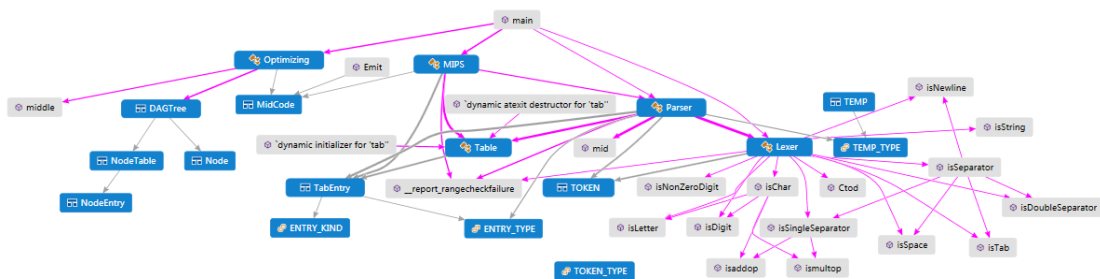 main
Optimizing
MIPS
Emit
isNewline
middle
DAGTree
MidCode
`dynamic atexit destructor for 'tab''
Parser
TEMP
isString
`dynamic initializer for 'tab''
Table
mid
Lexer
TEMP_TYPE
NodeTable
Node
isSeparator
TabEntry
__report_rangecheckfailure
TOKEN
isNonZeroDigit
isChar
Ctod
NodeEntry
isDoubleSeparator
ENTRY_KIND
ENTRY_TYPE
isLetter
isDigit
isSingleSeparator
isSpace
isTab
isaddop
ismultop
TOKEN_TYPE